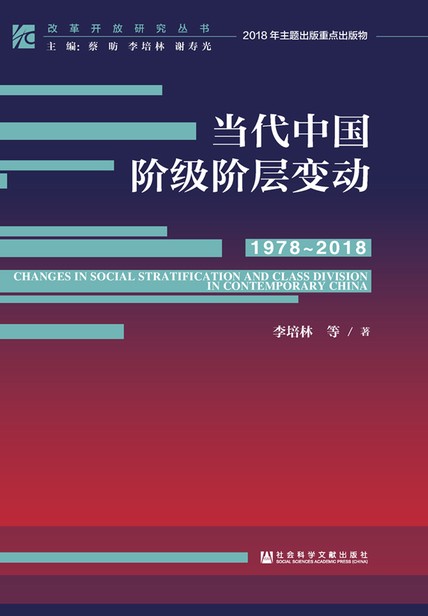 改革开放研究丛书
主编：蔡 昉 李培林 谢寿光
2018年主题出版重点出版物
当代中国
阶级阶层变动
1978~2018
CHANGES IN SOCIAL STRATIFICATION AND CLASS DIVISION
IN CONTEMPORARY CHINA
李培林 等 / 著
社会科学文献出版社
SOCIAL SCIENCES ACADEMIC PRESS (CHINA)